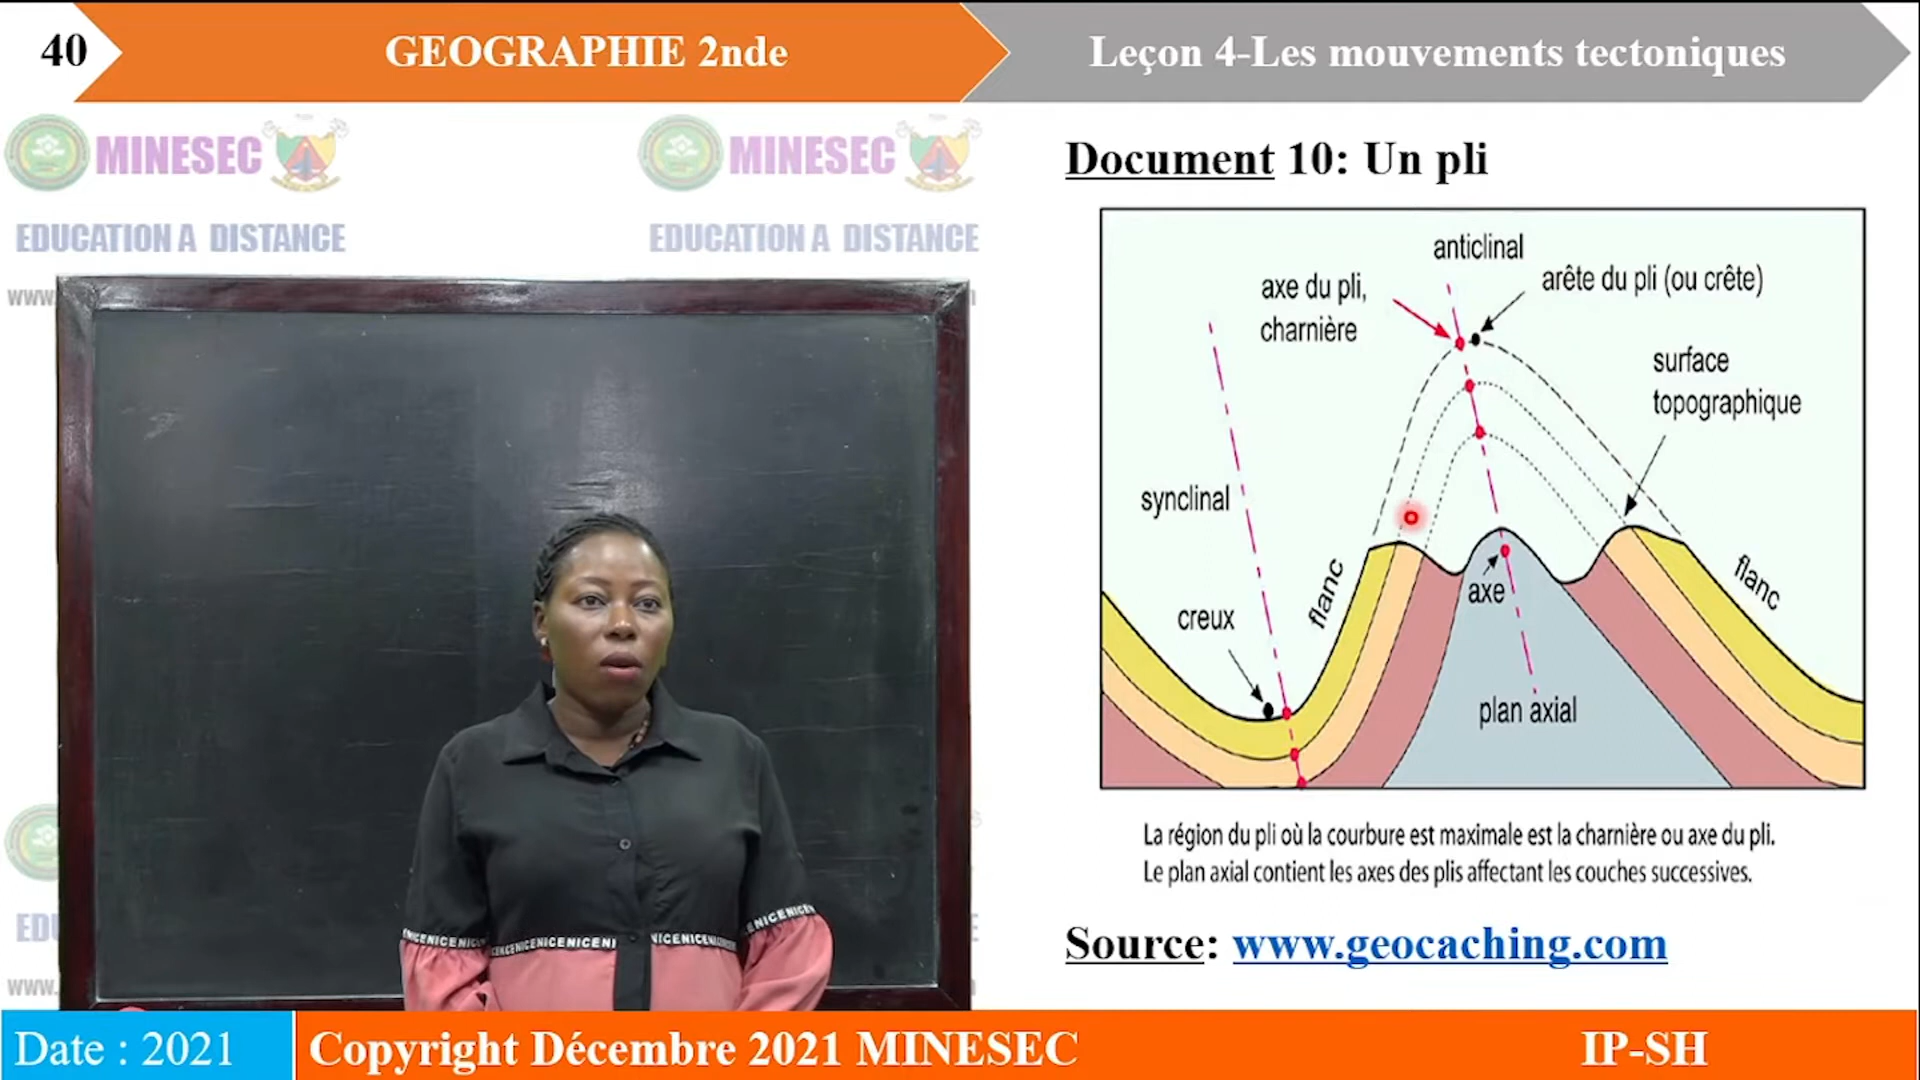 40
GEOGRAPHIE 2nde
Leçon 4-Les mouvements tectoniques
MINESEC
MINESEC
EDUCATION A DISTANCE
EDUCATION A DISTANCE
www.
Document 10: Un pli
anticlinal
axe du pli,
charnière
arête du pli (ou crête)
surface
topographique
synclinal
flanc
flanc
axe
creux
plan axial
La région du pli où la courbure est maximale est la charnière ou axe du pli.
Le plan axial contient les axes des plis affectant les couches successives.
EDU
Source: www.geocaching.com
www.
NICENICENI
Date : 2021
Copyright Décembre 2021 MINESEC
IP-SH